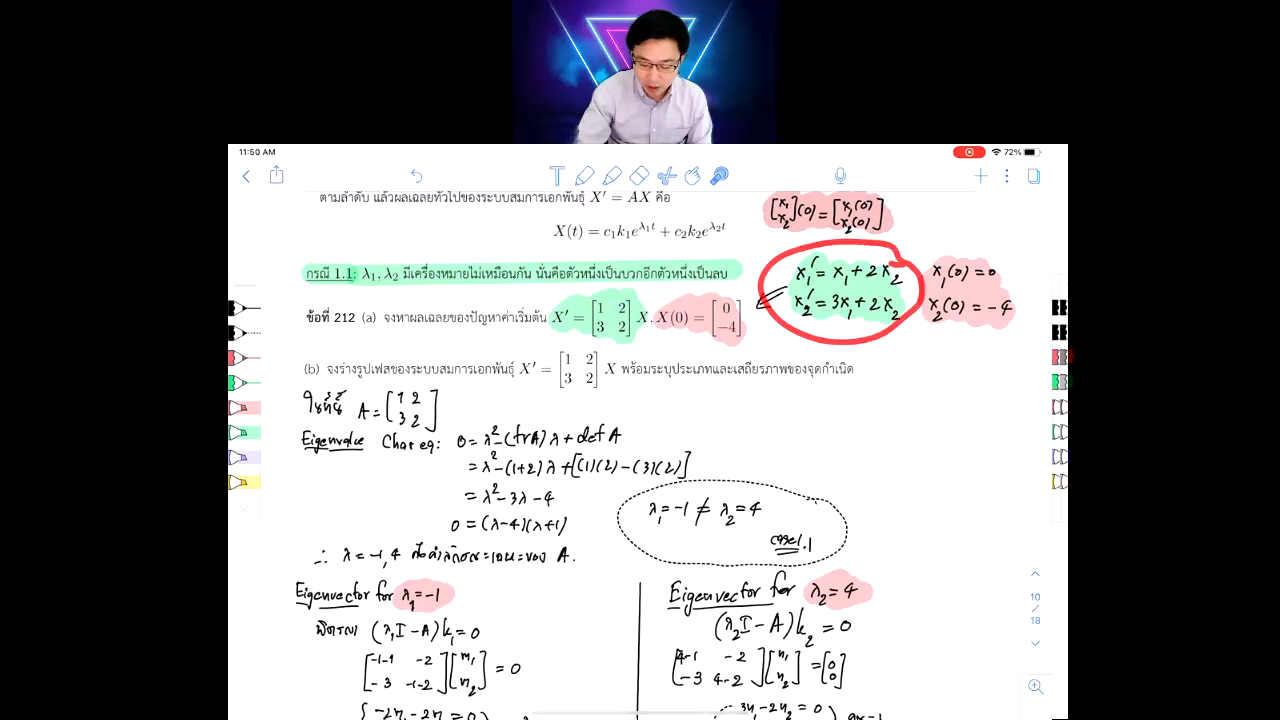 11:50 AM
72%
ตามลำดับ แล้วผลเฉลยทั่วไปของระบบสมการเอกพันธุ์ X′ = AX คือ
[x₁ x₂](0) = [x₁(0) x₂(0)]
X(t) = c₁k₁e^{λ₁t} + c₂k₂e^{λ₂t}
กรณี 1.1: λ₁, λ₂ มีเครื่องหมายไม่เหมือนกัน นั่นคือตัวหนึ่งเป็นบวกอีกตัวหนึ่งเป็นลบ
x₁′ = x₁ + 2x₂ x₁(0) = 0
x₂′ = 3x₁ + 2x₂ x₂(0) = −4
ข้อที่ 212 (a) จงหาผลเฉลยของปัญหาค่าเริ่มต้น X′ = [1 2; 3 2] X, X(0) = [0; −4]
(b) จงร่างรูปเฟสของระบบสมการเอกพันธุ์ X′ = [1 2; 3 2] X พร้อมระบุประเภทและเสถียรภาพของจุดกำเนิด
A = [1 2; 3 2]
Eigenvalue Char eq: 0 = λ² − (trA)λ + det A
= λ² − (1+2)λ + [(1)(2) − (3)(2)]
= λ² − 3λ − 4
0 = (λ−4)(λ+1)
λ₁ = −1 ≠ λ₂ = 4
case 1.1
∴ λ = −1, 4 A.
Eigenvector for λ₁ = −1
พิจารณา (λ₁I − A)k₁ = 0
[−1−1 −2; −3 −1−2][n₁; n₂] = 0
−2n₁ − 2n₂ = 0
Eigenvector for λ₂ = 4
(λ₂I − A)k₂ = 0
[4−1 −2; −3 4−2][n₁; n₂] = [0; 0]
3n₁ − 2n₂ = 0
10
/
18